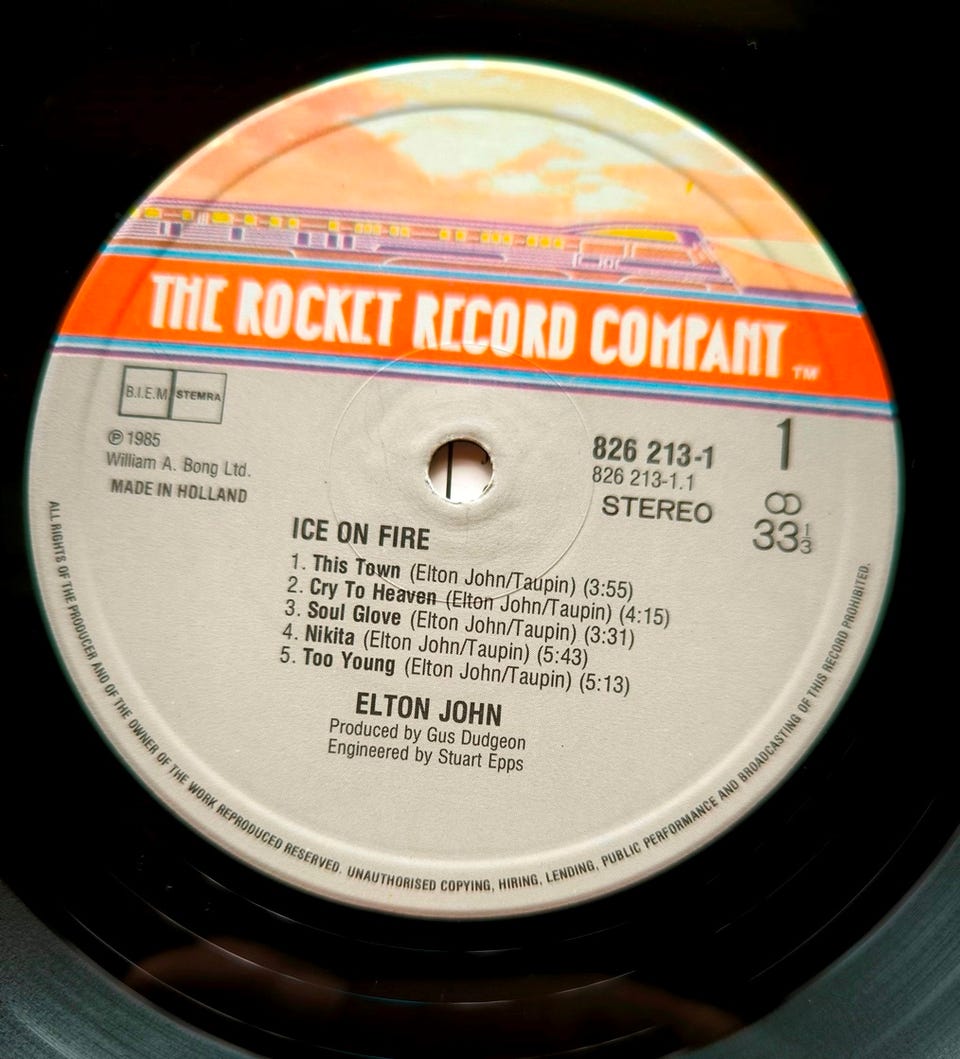 THE ROCKET RECORD COMPANY TM
B.I.E.M. STEMRA
℗ 1985
William A. Bong Ltd.
MADE IN HOLLAND
826 213-1
826 213-1.1
STEREO
1
33 1/3
ICE ON FIRE
1. This Town (Elton John/Taupin) (3:55)
2. Cry To Heaven (Elton John/Taupin) (4:15)
3. Soul Glove (Elton John/Taupin) (3:31)
4. Nikita (Elton John/Taupin) (5:43)
5. Too Young (Elton John/Taupin) (5:13)
ELTON JOHN
Produced by Gus Dudgeon
Engineered by Stuart Epps
ALL RIGHTS OF THE PRODUCER AND OF THE OWNER OF THE WORK REPRODUCED RESERVED. UNAUTHORISED COPYING, HIRING, LENDING, PUBLIC PERFORMANCE AND BROADCASTING OF THIS RECORD PROHIBITED.